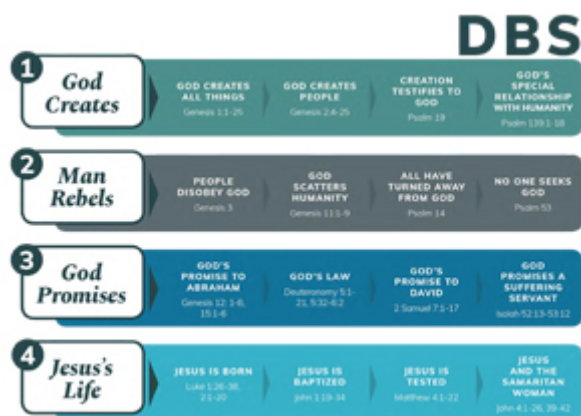 DBS
1
God
Creates
GOD CREATES
ALL THINGS
Genesis 1:1-25
GOD CREATES
PEOPLE
Genesis 2:4-25
CREATION
TESTIFIES TO
GOD
Psalm 19
GOD'S
SPECIAL
RELATIONSHIP
WITH HUMANITY
Psalm 139:1-18
2
Man
Rebels
PEOPLE
DISOBEY GOD
Genesis 3
GOD
SCATTERS
HUMANITY
Genesis 11:1-9
ALL HAVE
TURNED AWAY
FROM GOD
Psalm 14
NO ONE SEEKS
GOD
Psalm 53
3
God
Promises
GOD'S
PROMISE TO
ABRAHAM
Genesis 12: 1-8,
15:1-6
GOD'S LAW
Deuteronomy 5:1-
21, 5:32-6:2
GOD'S
PROMISE TO
DAVID
2 Samuel 7:1-17
GOD
PROMISES A
SUFFERING
SERVANT
Isaiah 52:13-53:12
4
Jesus's
Life
JESUS IS BORN
Luke 1:26-38,
2:1-20
JESUS IS
BAPTIZED
John 1:19-34
JESUS IS
TESTED
Matthew 4:1-22
JESUS
AND THE
SAMARITAN
WOMAN
John 4:1-26, 39-42